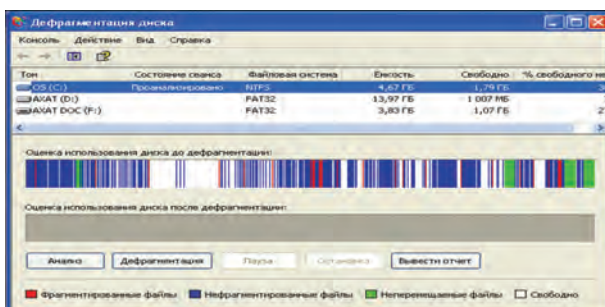 Дефрагментация диска
Консоль Действие Вид Справка
Том Состояние сеанса Файловая система Емкость Свободно % свободного ме
OS (C:) Проанализировано NTFS 4,67 ГБ 1,79 ГБ 3
AXAT (D:) FAT32 13,97 ГБ 1 007 МБ
AXAT DOC (F:) FAT32 3,83 ГБ 1,07 ГБ 2
Оценка использования диска до дефрагментации:
Оценка использования диска после дефрагментации:
Анализ Дефрагментация Пауза Остановка Вывести отчет
Фрагментированные файлы Нефрагментированные файлы Неперемещаемые файлы Свободно